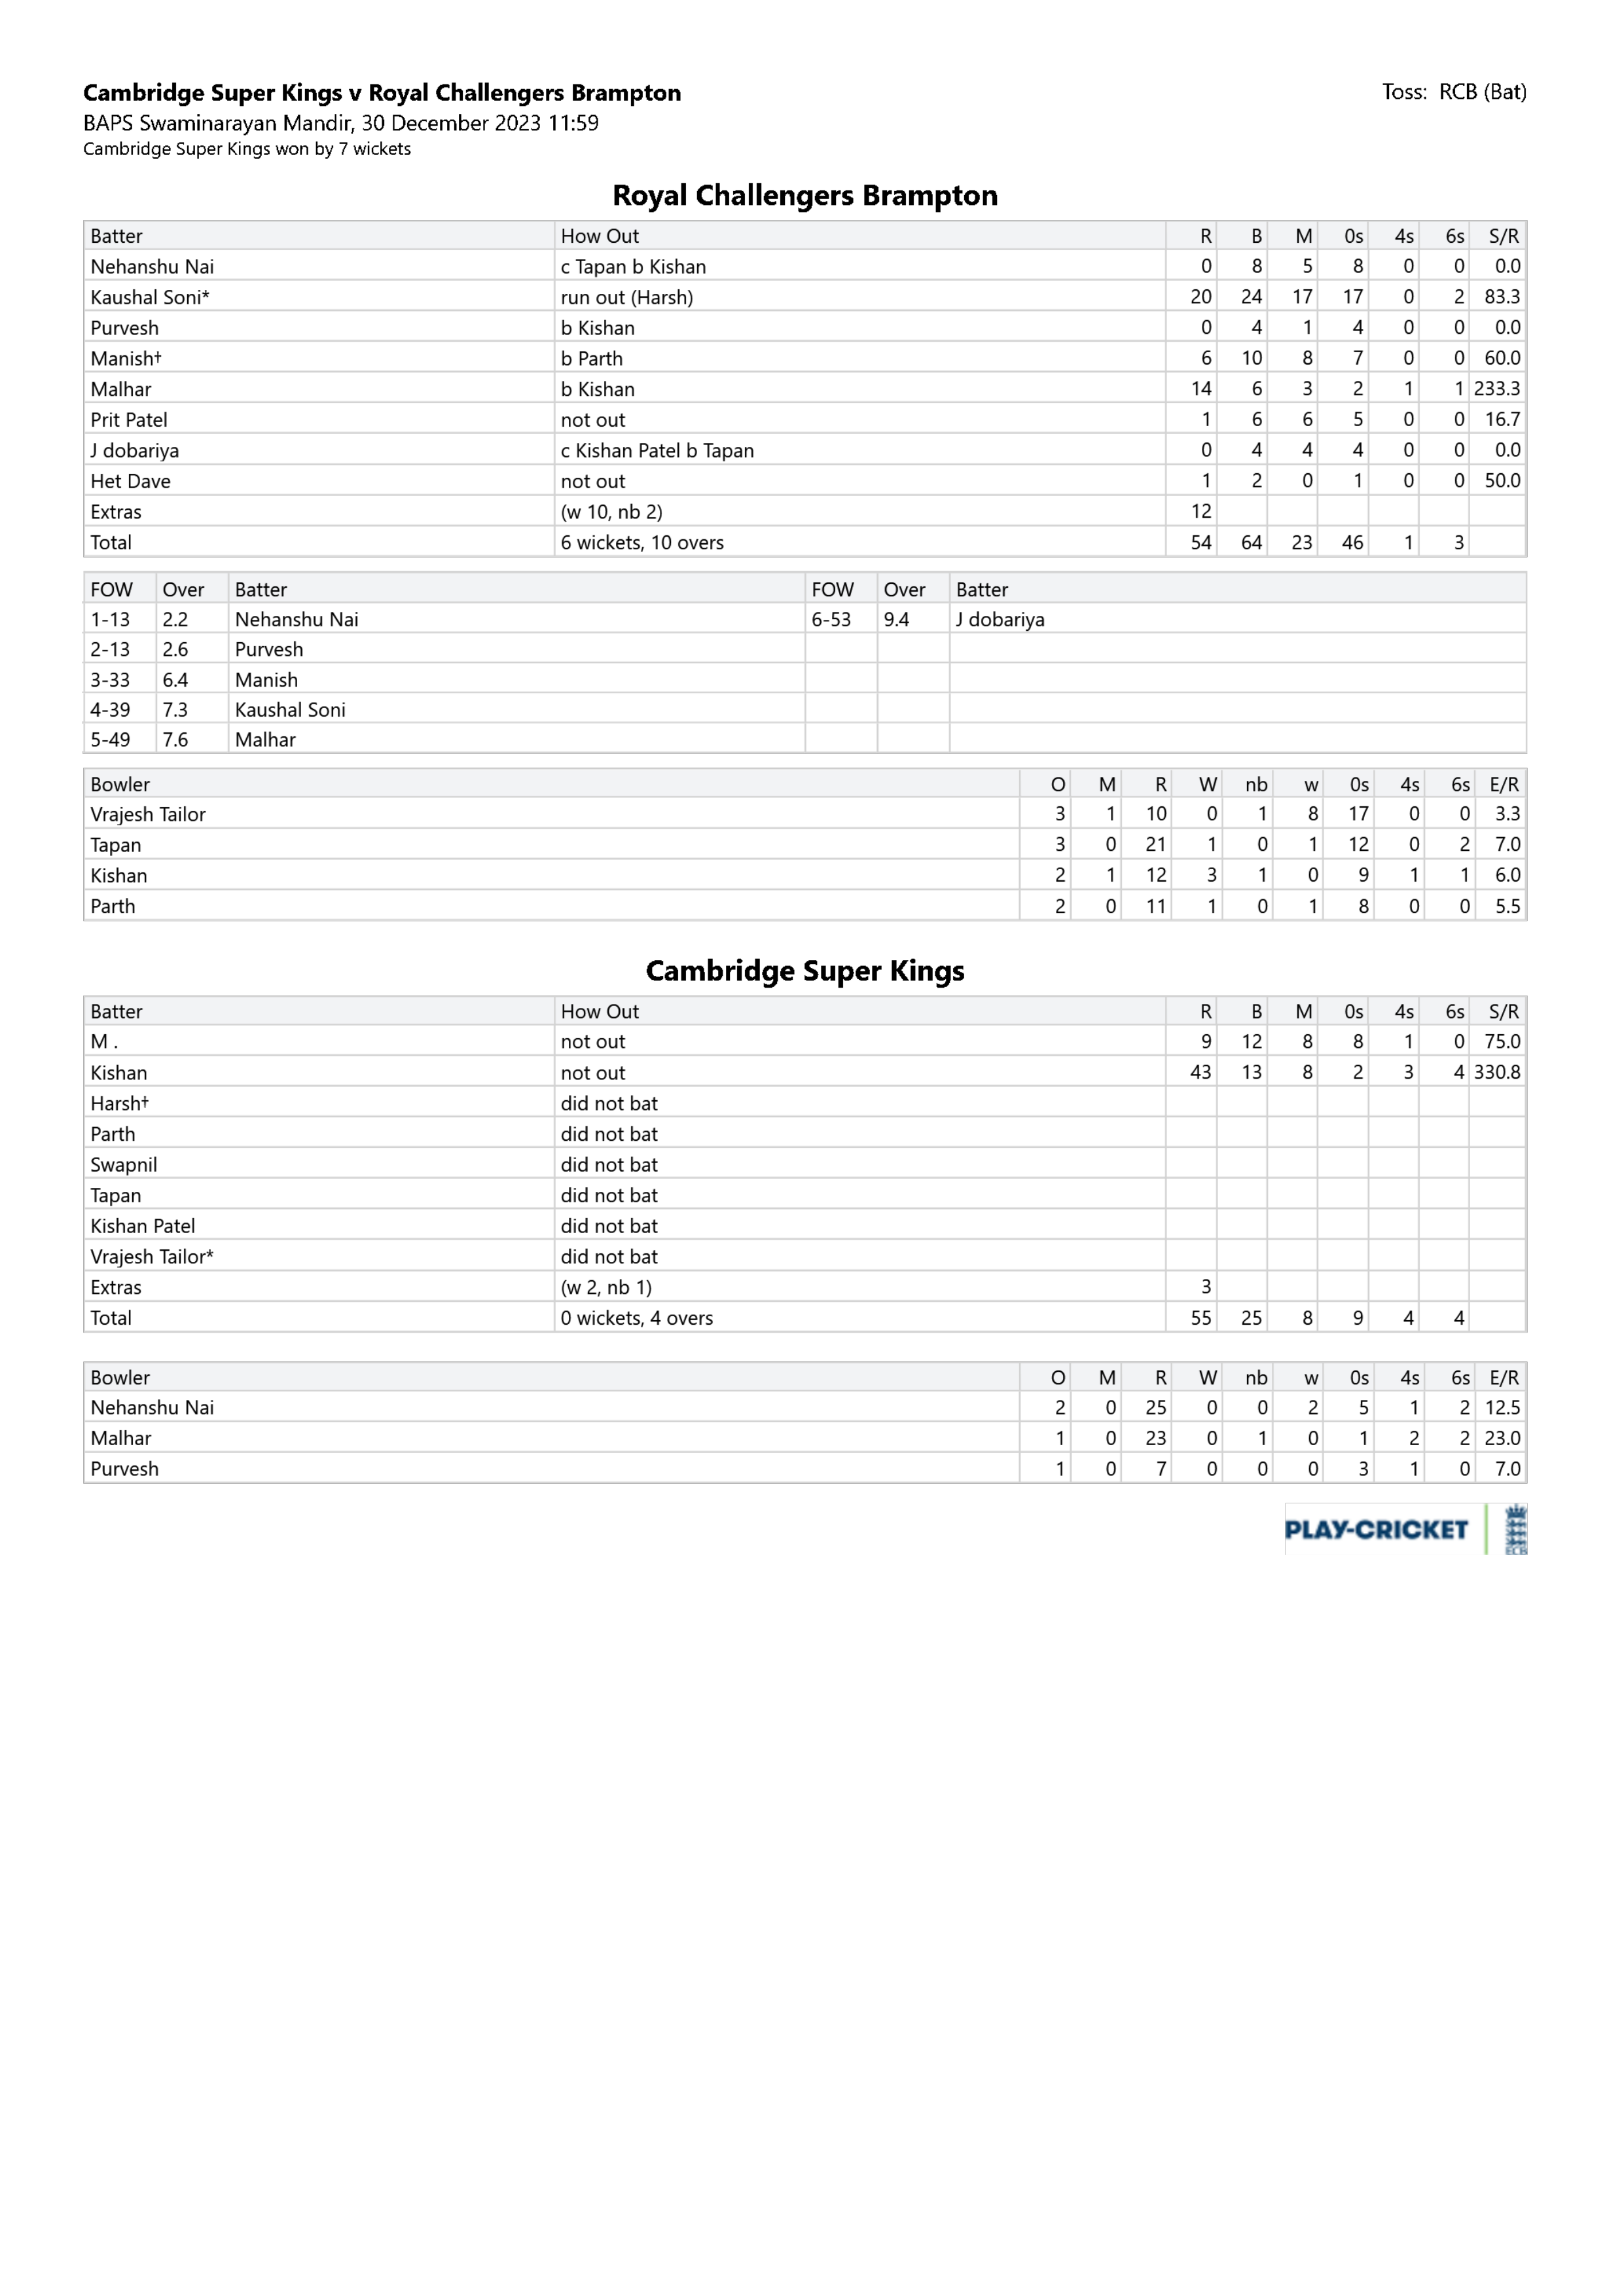 Cambridge Super Kings v Royal Challengers Brampton Toss: RCB (Bat)
BAPS Swaminarayan Mandir, 30 December 2023 11:59
Cambridge Super Kings won by 7 wickets
Royal Challengers Brampton
Batter How Out R B M 0s 4s 6s S/R
Nehanshu Nai c Tapan b Kishan 0 8 5 8 0 0 0.0
Kaushal Soni* run out (Harsh) 20 24 17 17 0 2 83.3
Purvesh b Kishan 0 4 1 4 0 0 0.0
Manish† b Parth 6 10 8 7 0 0 60.0
Malhar b Kishan 14 6 3 2 1 1 233.3
Prit Patel not out 1 6 6 5 0 0 16.7
J dobariya c Kishan Patel b Tapan 0 4 4 4 0 0 0.0
Het Dave not out 1 2 0 1 0 0 50.0
Extras (w 10, nb 2) 12
Total 6 wickets, 10 overs 54 64 23 46 1 3
FOW Over Batter FOW Over Batter
1-13 2.2 Nehanshu Nai 6-53 9.4 J dobariya
2-13 2.6 Purvesh
3-33 6.4 Manish
4-39 7.3 Kaushal Soni
5-49 7.6 Malhar
Bowler O M R W nb w 0s 4s 6s E/R
Vrajesh Tailor 3 1 10 0 1 8 17 0 0 3.3
Tapan 3 0 21 1 0 1 12 0 2 7.0
Kishan 2 1 12 3 1 0 9 1 1 6.0
Parth 2 0 11 1 0 1 8 0 0 5.5
Cambridge Super Kings
Batter How Out R B M 0s 4s 6s S/R
M . not out 9 12 8 8 1 0 75.0
Kishan not out 43 13 8 2 3 4 330.8
Harsh† did not bat
Parth did not bat
Swapnil did not bat
Tapan did not bat
Kishan Patel did not bat
Vrajesh Tailor* did not bat
Extras (w 2, nb 1) 3
Total 0 wickets, 4 overs 55 25 8 9 4 4
Bowler O M R W nb w 0s 4s 6s E/R
Nehanshu Nai 2 0 25 0 0 2 5 1 2 12.5
Malhar 1 0 23 0 1 0 1 2 2 23.0
Purvesh 1 0 7 0 0 0 3 1 0 7.0
PLAY-CRICKET ECB